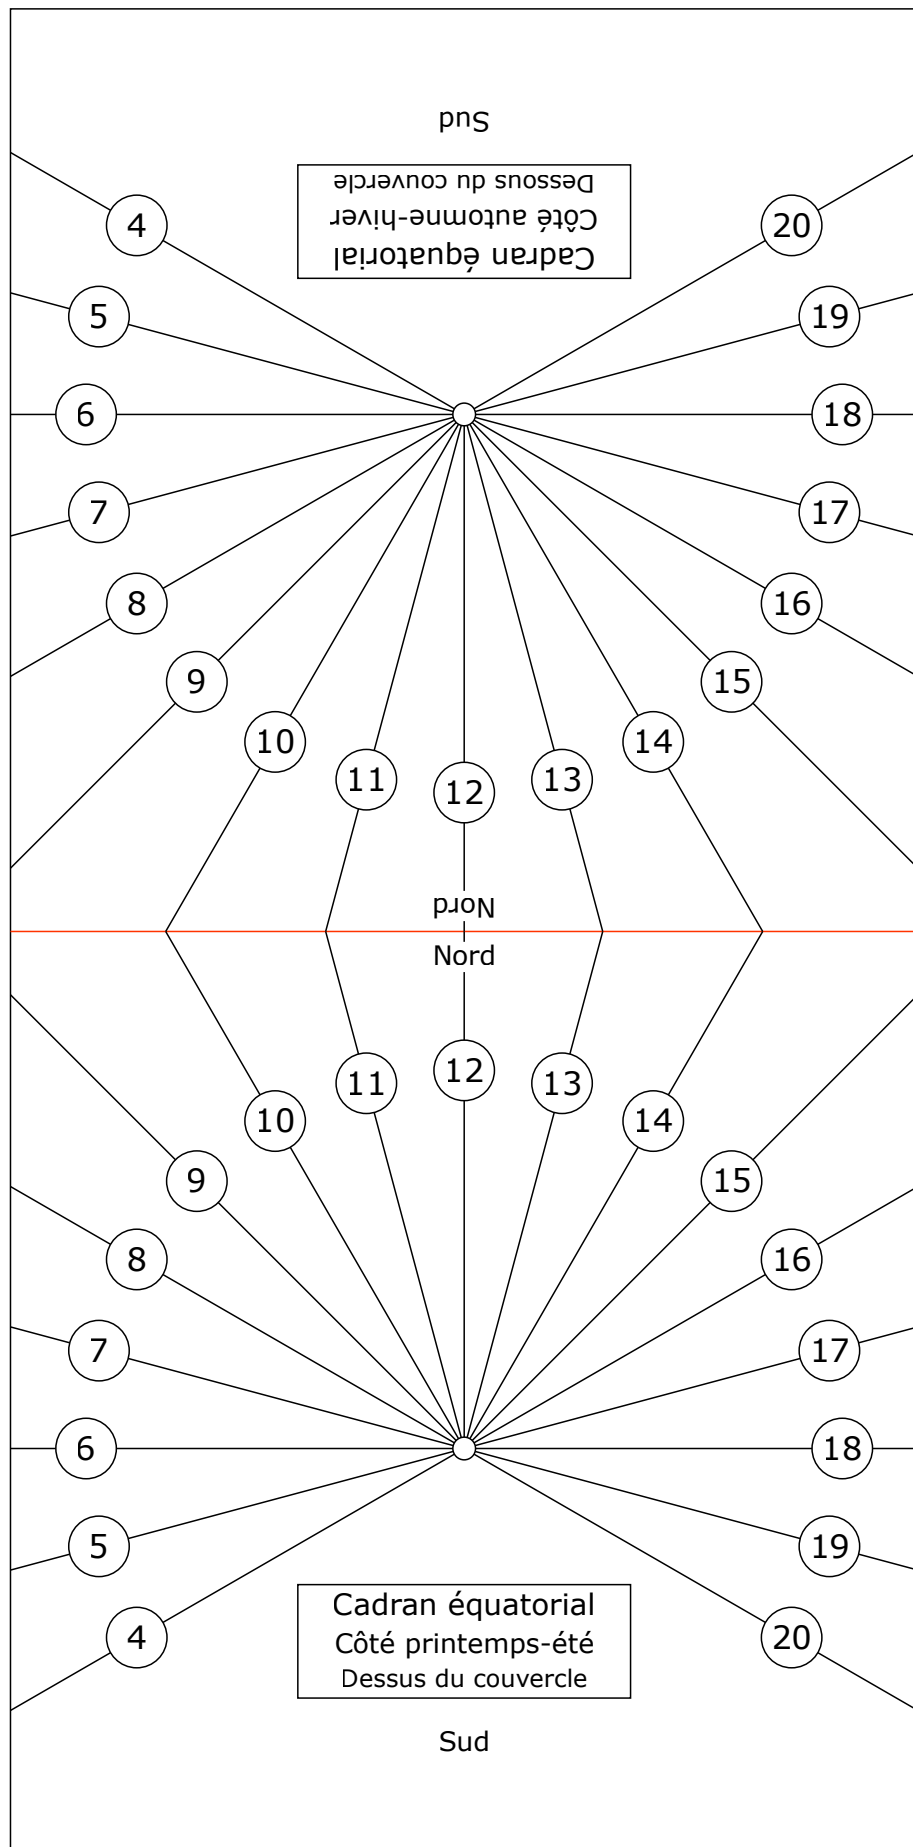 Sud
Cadran équatorial
Côté automne-hiver
Dessous du couvercle
4 20
5 19
6 18
7 17
8 16
9 15
10 14
11 12 13
Nord
Nord
11 12 13
10 14
9 15
8 16
7 17
6 18
5 19
4 20
Cadran équatorial
Côté printemps-été
Dessus du couvercle
Sud